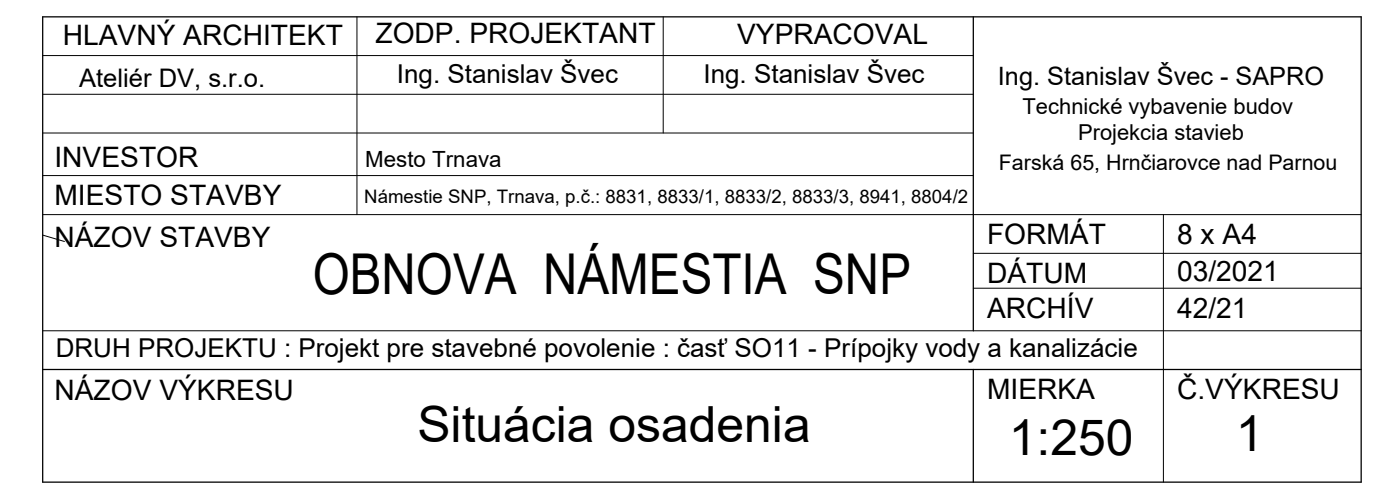 HLAVNÝ ARCHITEKT ZODP. PROJEKTANT VYPRACOVAL
Ateliér DV, s.r.o. Ing. Stanislav Švec Ing. Stanislav Švec
Ing. Stanislav Švec - SAPRO
Technické vybavenie budov
Projekcia stavieb
Farská 65, Hrnčiarovce nad Parnou
INVESTOR Mesto Trnava
MIESTO STAVBY Námestie SNP, Trnava, p.č.: 8831, 8833/1, 8833/2, 8833/3, 8941, 8804/2
NÁZOV STAVBY
OBNOVA NÁMESTIA SNP
FORMÁT 8 x A4
DÁTUM 03/2021
ARCHÍV 42/21
DRUH PROJEKTU : Projekt pre stavebné povolenie : časť SO11 - Prípojky vody a kanalizácie
NÁZOV VÝKRESU
Situácia osadenia
MIERKA Č.VÝKRESU
1:250 1